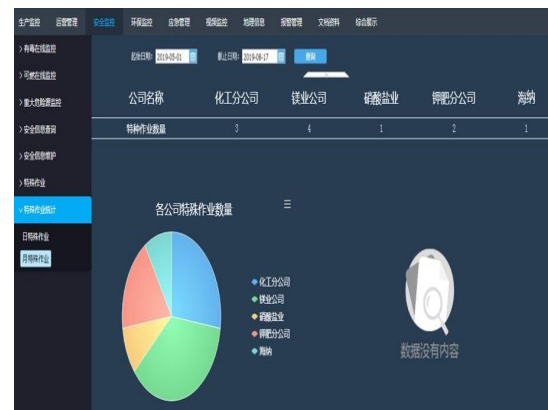 生产监控 运营管理 安全监控 环保监控 应急管理 视频监控 地理信息 报警管理 文档资料 综合展示
> 有毒在线监控
> 可燃在线监控
> 重大危险源监控
> 安全信息查询
> 安全信息维护
> 特殊作业
∨ 特殊作业统计
日特殊作业
月特殊作业
起始日期: 2019-05-01 截止日期: 2019-08-17 查询
公司名称 化工分公司 镁业公司 硝酸盐业 钾肥分公司 海纳
特种作业数量 3 4 1 2 1
各公司特殊作业数量
化工分公司
镁业公司
硝酸盐业
钾肥分公司
海纳
数据没有内容